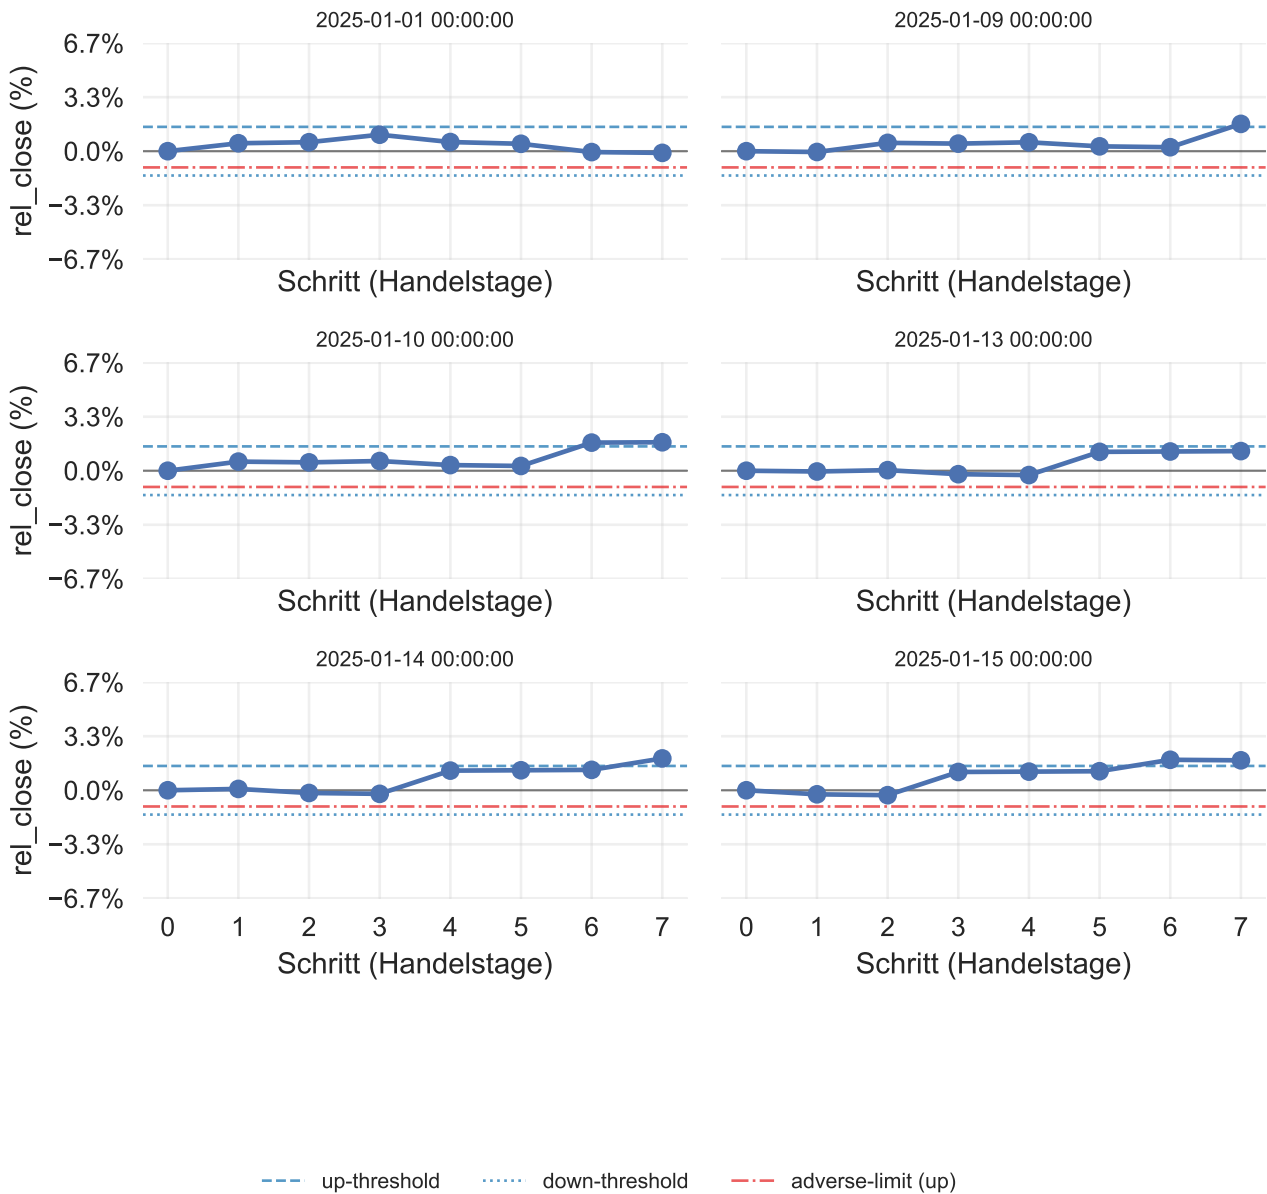 2025-01-01 00:00:00
2025-01-09 00:00:00
6.7%
3.3%
0.0%
−3.3%
−6.7%
rel_close (%)
Schritt (Handelstage)
Schritt (Handelstage)
2025-01-10 00:00:00
2025-01-13 00:00:00
6.7%
3.3%
0.0%
−3.3%
−6.7%
rel_close (%)
Schritt (Handelstage)
Schritt (Handelstage)
2025-01-14 00:00:00
2025-01-15 00:00:00
6.7%
3.3%
0.0%
−3.3%
−6.7%
rel_close (%)
0 1 2 3 4 5 6 7
0 1 2 3 4 5 6 7
Schritt (Handelstage)
Schritt (Handelstage)
up-threshold
down-threshold
adverse-limit (up)